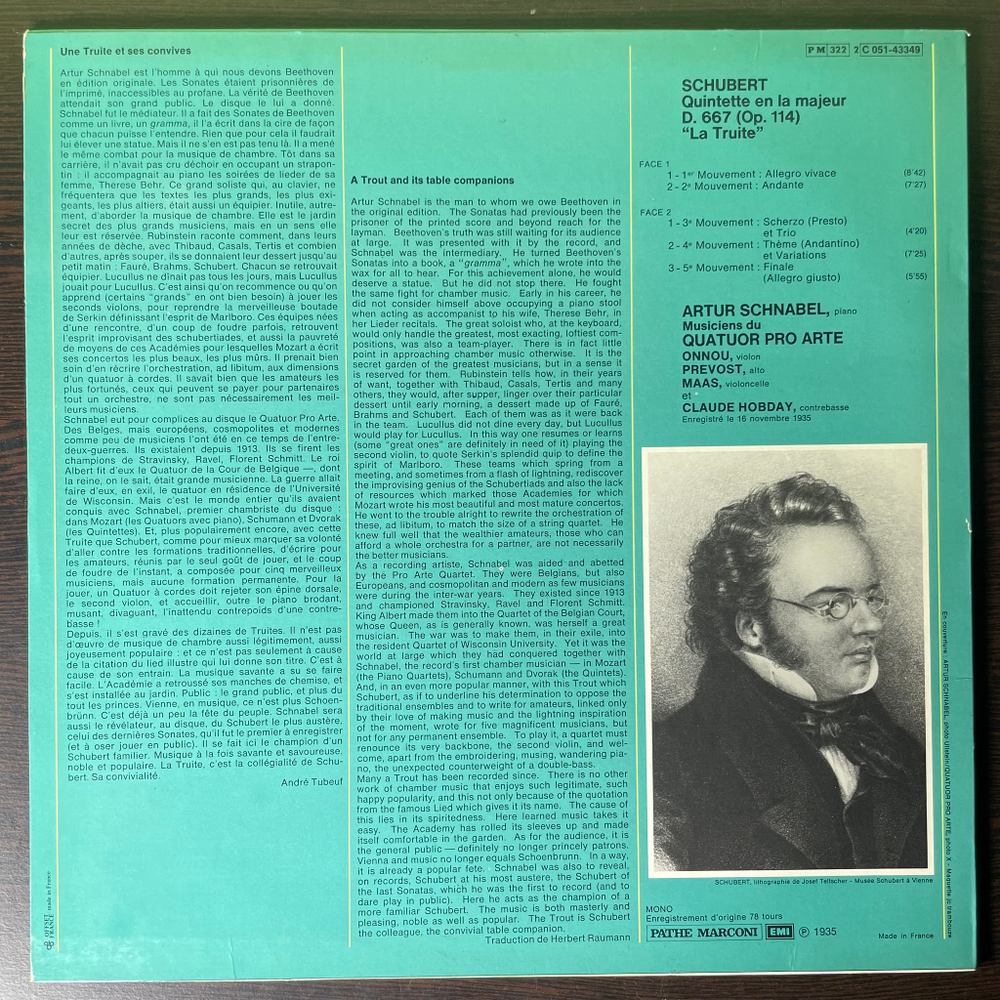 Une Truite et ses convives
Artur Schnabel est l'homme à qui nous devons Beethoven
en édition originale. Les Sonates étaient prisonnières de
l'imprimé, inaccessibles au profane. La vérité de Beethoven
attendait son grand public. Le disque le lui a donné.
Schnabel fut le médiateur. Il a fait des Sonates de Beethoven
comme un livre, un gramma, il l'a écrit dans la cire de façon
que chacun puisse l'entendre. Rien que pour cela il faudrait
lui élever une statue. Mais il ne s'en est pas tenu là. Il a mené
le même combat pour la musique de chambre. Tôt dans sa
carrière, il n'avait pas cru déchoir en occupant un strapon-
tin : il accompagnait au piano les soirées de lieder de sa
femme, Therese Behr. Ce grand soliste qui, au clavier, ne
fréquentera que les textes les plus grands, les plus exi-
geants, les plus altiers, était aussi un équipier. Inutile, autre-
ment, d'aborder la musique de chambre. Elle est le jardin
secret des plus grands musiciens, mais en un sens elle
leur est réservée. Rubinstein raconte comment, dans leurs
années de dèche, avec Thibaud, Casals, Tertis et combien
d'autres, après souper, ils se donnaient leur dessert jusqu'au
petit matin : Fauré, Brahms, Schubert. Chacun se retrouvait
équipier. Lucullus ne dînait pas tous les jours, mais Lucullus
jouait pour Lucullus. C'est ainsi qu'on recommence ou qu'on
apprend (certains "grands" en ont bien besoin) à jouer les
seconds violons, pour reprendre la merveilleuse boutade
de Serkin définissant l'esprit de Marlboro. Ces équipes nées
d'une rencontre, d'un coup de foudre parfois, retrouvent
l'esprit improvisant des schubertiades, et aussi la pauvreté
de moyens de ces Académies pour lesquelles Mozart a écrit
ses concertos les plus beaux, les plus mûrs. Il prenait bien
soin d'en récrire l'orchestration, ad libitum, aux dimensions
d'un quatuor à cordes. Il savait bien que les amateurs les
plus fortunés, ceux qui peuvent se payer pour partenaires
tout un orchestre, ne sont pas nécessairement les meil-
leurs musiciens.
Schnabel eut pour complices au disque le Quatuor Pro Arte.
Des Belges, mais européens, cosmopolites et modernes
comme peu de musiciens l'ont été en ce temps de l'entre-
deux-guerres. Ils existaient depuis 1913. Ils se firent les
champions de Stravinsky, Ravel, Florent Schmitt. Le roi
Albert fit d'eux le Quatuor de la Cour de Belgique —, dont
la reine, on le sait, était grande musicienne. La guerre allait
faire d'eux, en exil, le quatuor en résidence de l'Université
de Wisconsin. Mais c'est le monde entier qu'ils avaient
conquis avec Schnabel, premier chambriste du disque :
dans Mozart (les Quatuors avec piano), Schumann et Dvorak
(les Quintettes). Et, plus populairement encore, avec cette
Truite que Schubert, comme pour mieux marquer sa volonté
d'aller contre les formations traditionnelles, d'écrire pour
les amateurs, réunis par le seul goût de jouer, et le coup
de foudre de l'instant, a composée pour cinq merveilleux
musiciens, mais aucune formation permanente. Pour la
jouer, un Quatuor à cordes doit rejeter son épine dorsale,
le second violon, et accueillir, outre le piano brodant,
musant, divaguant, l'inattendu contrepoids d'une contre-
basse !
Depuis, il s'est gravé des dizaines de Truites. Il n'est pas
d'œuvre de musique de chambre aussi légitimement, aussi
joyeusement populaire : et ce n'est pas seulement à cause
de la citation du lied illustre qui lui donne son titre. C'est à
cause de son entrain. La musique savante a su se faire
facile. L'Académie a retroussé ses manches de chemise, et
s'est installée au jardin. Public : le grand public, et plus du
tout les princes. Vienne, en musique, ce n'est plus Schoen-
brünn. C'est déjà un peu la fête du peuple. Schnabel sera
aussi le révélateur, au disque, du Schubert le plus austère,
celui des dernières Sonates, qu'il fut le premier à enregistrer
(et à oser jouer en public). Il se fait ici le champion d'un
Schubert familier. Musique à la fois savante et savoureuse,
noble et populaire. La Truite, c'est la collégialité de Schu-
bert. Sa convivialité.
André Tubeuf
A Trout and its table companions
Artur Schnabel is the man to whom we owe Beethoven in
the original edition. The Sonatas had previously been the
prisoner of the printed score and beyond reach for the
layman. Beethoven's truth was still waiting for its audience
at large. It was presented with it by the record, and
Schnabel was the intermediary. He turned Beethoven's
Sonatas into a book, a "gramma", which he wrote into the
wax for all to hear. For this achievement alone, he would
deserve a statue. But he did not stop there. He fought
the same fight for chamber music. Early in his career, he
did not consider himself above occupying a piano stool
when acting as accompanist to his wife, Therese Behr, in
her Lieder recitals. The great soloist who, at the keyboard,
would only handle the greatest, most exacting, loftiest com-
positions, was also a team-player. There is in fact little
point in approaching chamber music otherwise. It is the
secret garden of the greatest musicians, but in a sense it
is reserved for them. Rubinstein tells how, in their years
of want, together with Thibaud, Casals, Tertis and many
others, they would, after supper, linger over their particular
dessert until early morning, a dessert made up of Fauré,
Brahms and Schubert. Each of them was as it were back
in the team. Lucullus did not dine every day, but Lucullus
would play for Lucullus. In this way one resumes or learns
(some "great ones" are definitely in need of it) playing the
second violin, to quote Serkin's splendid quip to define the
spirit of Marlboro. These teams which spring from a
meeting, and sometimes from a flash of lightning, rediscover
the improvising genius of the Schubertiads and also the lack
of resources which marked those Academies for which
Mozart wrote his most beautiful and most mature concertos.
He went to the trouble alright to rewrite the orchestration of
these, ad libitum, to match the size of a string quartet. He
knew full well that the wealthier amateurs, those who can
afford a whole orchestra for a partner, are not necessarily
the better musicians.
As a recording artiste, Schnabel was aided and abetted
by the Pro Arte Quartet. They were Belgians, but also
Europeans, and cosmopolitan and modern as few musicians
were during the inter-war years. They existed since 1913
and championed Stravinsky, Ravel and Florent Schmitt.
King Albert made them into the Quartet of the Belgian Court,
whose Queen, as is generally known, was herself a great
musician. The war was to make them, in their exile, into
the resident Quartet of Wisconsin University. Yet it was the
world at large which they had conquered together with
Schnabel, the record's first chamber musician — in Mozart
(the Piano Quartets), Schumann and Dvorak (the Quintets).
And, in an even more popular manner, with this Trout which
Schubert, as if to underline his determination to oppose the
traditional ensembles and to write for amateurs, linked only
by their love of making music and the lightning inspiration
of the moment, wrote for five magnificent musicians, but
not for any permanent ensemble. To play it, a quartet must
renounce its very backbone, the second violin, and wel-
come, apart from the embroidering, musing, wandering pia-
no, the unexpected counterweight of a double-bass.
Many a Trout has been recorded since. There is no other
work of chamber music that enjoys such legitimate, such
happy popularity, and this not only because of the quotation
from the famous Lied which gives it its name. The cause of
this lies in its spiritedness. Here learned music takes it
easy. The Academy has rolled its sleeves up and made
itself comfortable in the garden. As for the audience, it is
the general public — definitely no longer princely patrons.
Vienna and music no longer equals Schoenbrunn. In a way,
it is already a popular fete. Schnabel was also to reveal,
on records, Schubert at his most austere, the Schubert of
the last Sonatas, which he was the first to record (and to
dare play in public). Here he acts as the champion of a
more familiar Schubert. The music is both masterly and
pleasing, noble as well as popular. The Trout is Schubert
the colleague, the convivial table companion.
Traduction de Herbert Raumann
PM 322 2 C 051-43349
SCHUBERT
Quintette en la majeur
D. 667 (Op. 114)
"La Truite"
FACE 1
1 - 1er Mouvement : Allegro vivace (8'42)
2 - 2e Mouvement : Andante (7'27)
FACE 2
1 - 3e Mouvement : Scherzo (Presto)
et Trio (4'20)
2 - 4e Mouvement : Thème (Andantino)
et Variations (7'25)
3 - 5e Mouvement : Finale
(Allegro giusto) (5'55)
ARTUR SCHNABEL, piano
Musiciens du
QUATUOR PRO ARTE
ONNOU, violon
PREVOST, alto
MAAS, violoncelle
et
CLAUDE HOBDAY, contrebasse
Enregistré le 16 novembre 1935
SCHUBERT, lithographie de Josef Teltscher - Musée Schubert à Vienne
En couverture : ARTUR SCHNABEL, photo Ullstein/QUATUOR PRO ARTE, photo X - Maquette jc trambouze
MONO
Enregistrement d'origine 78 tours
PATHE MARCONI EMI ℗ 1935
Made in France
OFFSET FRANCE made in France